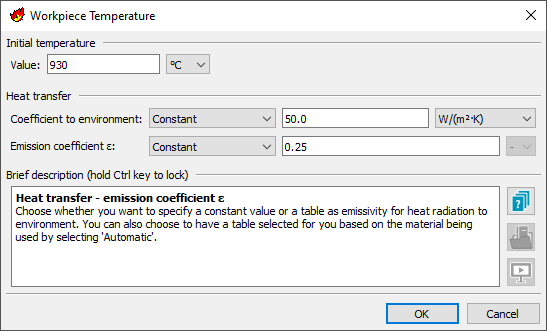 Workpiece Temperature
Initial temperature
Value: 930 °C
Heat transfer
Coefficient to environment: Constant 50.0 W/(m²·K)
Emission coefficient ε: Constant 0.25 -
Brief description (hold Ctrl key to lock)
Heat transfer - emission coefficient ε
Choose whether you want to specify a constant value or a table as emissivity for heat radiation to
environment. You can also choose to have a table selected for you based on the material being
used by selecting 'Automatic'.
OK Cancel